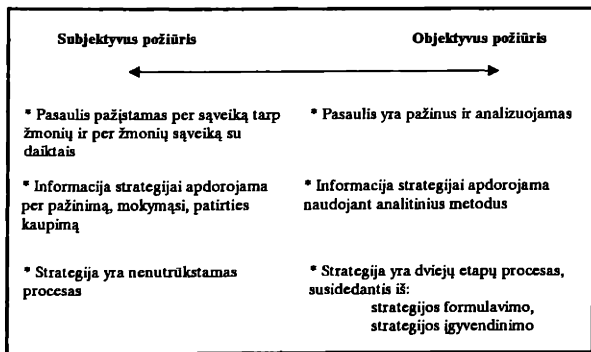 Subjektyvus požiūris
Objektyvus požiūris
* Pasaulis pažįstamas per sąveiką tarp
žmonių ir per žmonių sąveiką su
daiktais
* Pasaulis yra pažinus ir analizuojamas
* Informacija strategijai apdorojama
per pažinimą, mokymąsi, patirties
kaupimą
* Informacija strategijai apdorojama
naudojant analitinius metodus
* Strategija yra nenutrūkstamas
procesas
* Strategija yra dviejų etapų procesas,
susidedantis iš:
strategijos formulavimo,
strategijos įgyvendinimo